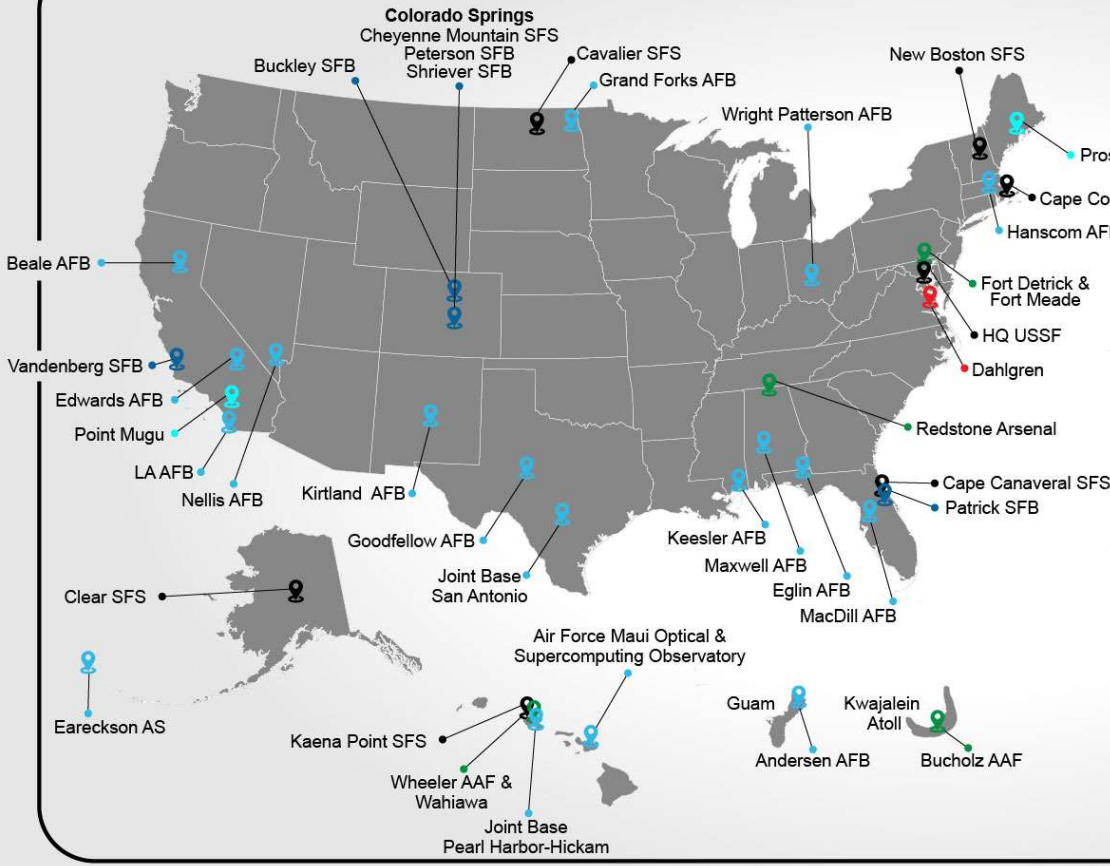 Colorado Springs
Cheyenne Mountain SFS
Peterson SFB
Shriever SFB
Buckley SFB
Cavalier SFS
Grand Forks AFB
New Boston SFS
Wright Patterson AFB
Pros
Cape Co
Hanscom AF
Beale AFB
Fort Detrick &
Fort Meade
HQ USSF
Vandenberg SFB
Dahlgren
Edwards AFB
Point Mugu
Redstone Arsenal
LA AFB
Nellis AFB
Kirtland AFB
Cape Canaveral SFS
Patrick SFB
Goodfellow AFB
Keesler AFB
Maxwell AFB
Joint Base
San Antonio
Eglin AFB
MacDill AFB
Clear SFS
Air Force Maui Optical &
Supercomputing Observatory
Eareckson AS
Guam
Kwajalein
Atoll
Kaena Point SFS
Andersen AFB
Bucholz AAF
Wheeler AAF &
Wahiawa
Joint Base
Pearl Harbor-Hickam